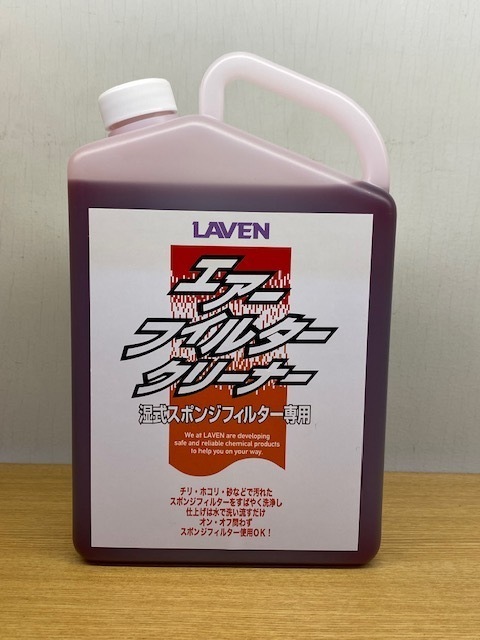 LAVEN
エアー
フィルター
クリーナー
湿式スポンジフィルター専用
We at LAVEN are developing
safe and reliable chemical products
to help you on your way.
チリ・ホコリ・砂などで汚れた
スポンジフィルターをすばやく洗浄し
仕上げは水で洗い流すだけ
オン・オフ問わず
スポンジフィルター使用OK！